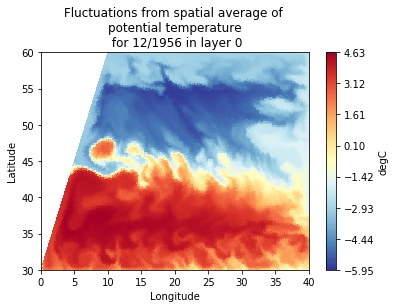 Fluctuations from spatial average of
potential temperature
for 12/1956 in layer 0
60
55
50
45
40
35
30
Latitude
0 5 10 15 20 25 30 35 40
Longitude
4.63
3.12
1.61
0.10
−1.42
−2.93
−4.44
−5.95
degC